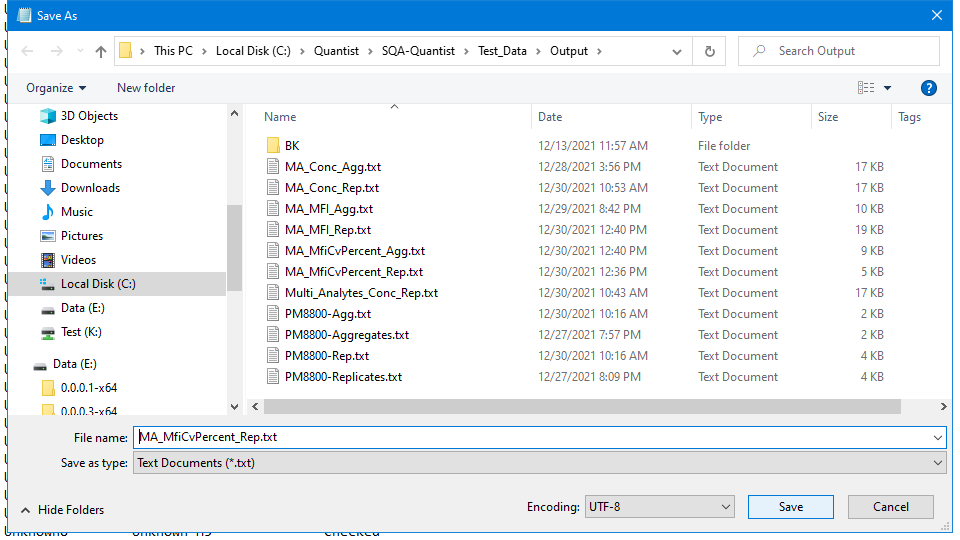 Save As
This PC > Local Disk (C:) > Quantist > SQA-Quantist > Test_Data > Output >
Search Output
Organize New folder
3D Objects
Desktop
Documents
Downloads
Music
Pictures
Videos
Local Disk (C:)
Data (E:)
Test (K:)
Data (E:)
0.0.0.1-x64
0.0.0.3-x64
Name Date Type Size Tags
BK 12/13/2021 11:57 AM File folder
MA_Conc_Agg.txt 12/28/2021 3:56 PM Text Document 17 KB
MA_Conc_Rep.txt 12/30/2021 10:53 AM Text Document 17 KB
MA_MFI_Agg.txt 12/29/2021 8:42 PM Text Document 10 KB
MA_MFI_Rep.txt 12/30/2021 12:40 PM Text Document 19 KB
MA_MfiCvPercent_Agg.txt 12/30/2021 12:40 PM Text Document 9 KB
MA_MfiCvPercent_Rep.txt 12/30/2021 12:36 PM Text Document 5 KB
Multi_Analytes_Conc_Rep.txt 12/30/2021 10:43 AM Text Document 17 KB
PM8800-Agg.txt 12/30/2021 10:16 AM Text Document 2 KB
PM8800-Aggregates.txt 12/27/2021 7:57 PM Text Document 2 KB
PM8800-Rep.txt 12/30/2021 10:16 AM Text Document 4 KB
PM8800-Replicates.txt 12/27/2021 8:09 PM Text Document 4 KB
File name: MA_MfiCvPercent_Rep.txt
Save as type: Text Documents (*.txt)
Hide Folders Encoding: UTF-8 Save Cancel